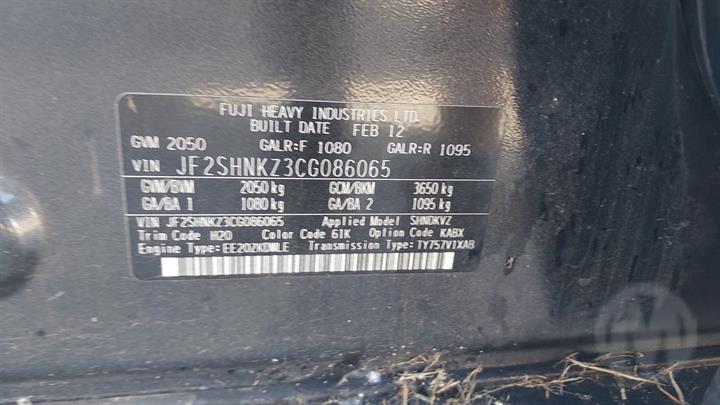 FUJI HEAVY INDUSTRIES LTD.
BUILT DATE FEB 12
GVM 2050 GALR:F 1080 GALR:R 1095
VIN JF2SHNKZ3CG086065
GVM/BVM 2050 kg GCM/BKM 3650 kg
GA/BA 1 1080 kg GA/BA 2 1095 kg
VIN JF2SHNKZ3CG086065 Applied Model SHNDKVZ
Trim Code H20 Color Code 61K Option Code KABX
Engine Type:EE20ZKDWLE Transmission Type:TY757V1XAB